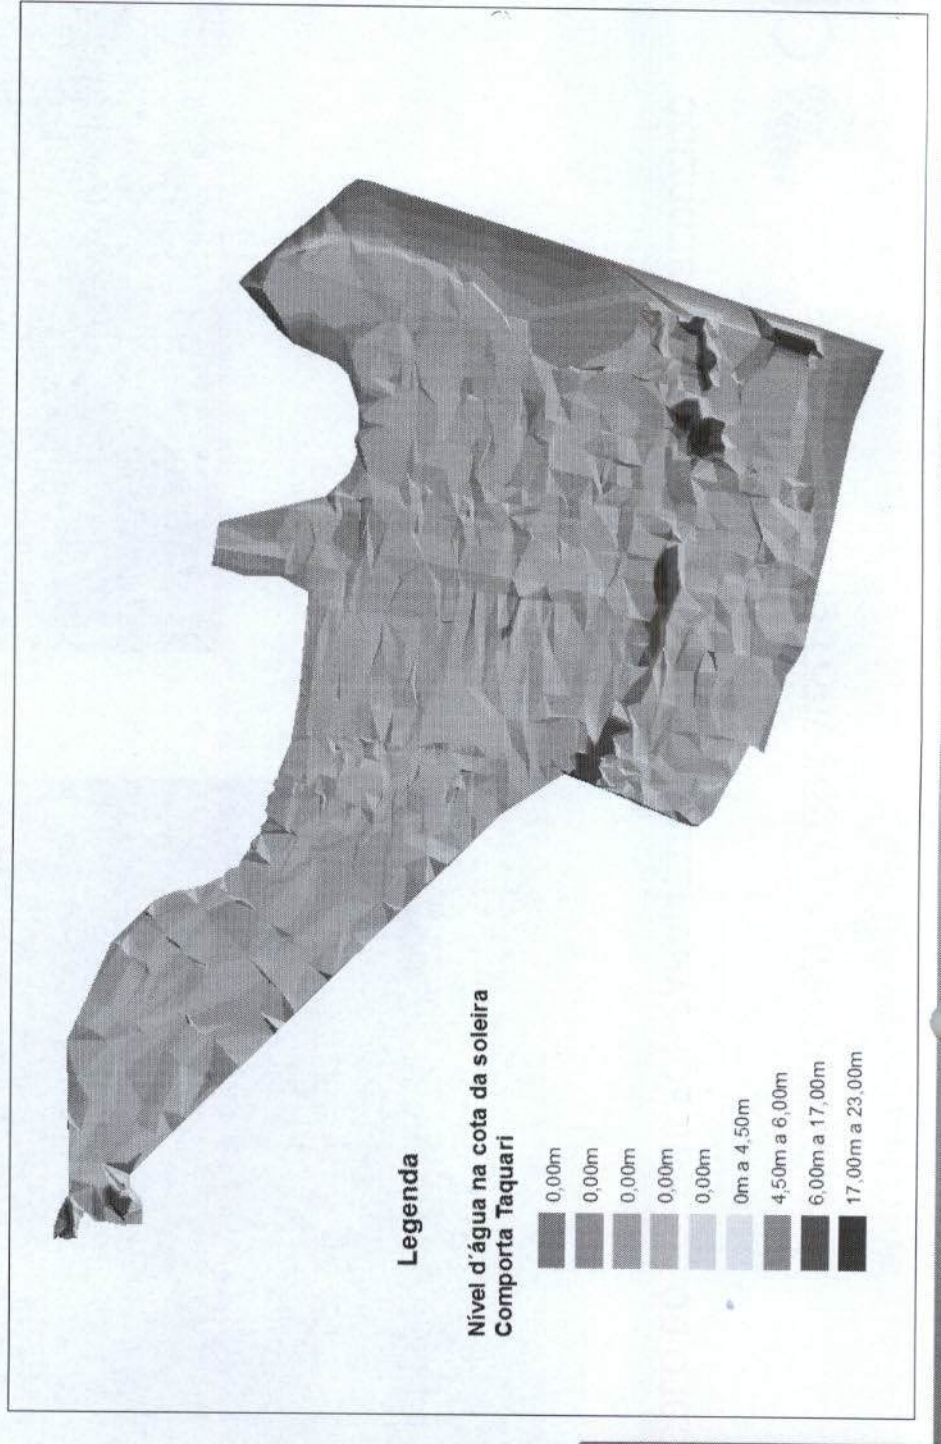 Legenda
Nível d´água na cota da soleira
Comporta Taquari
0,00m
0,00m
0,00m
0,00m
0,00m
0m a 4,50m
4,50m a 6,00m
6,00m a 17,00m
17,00m a 23,00m